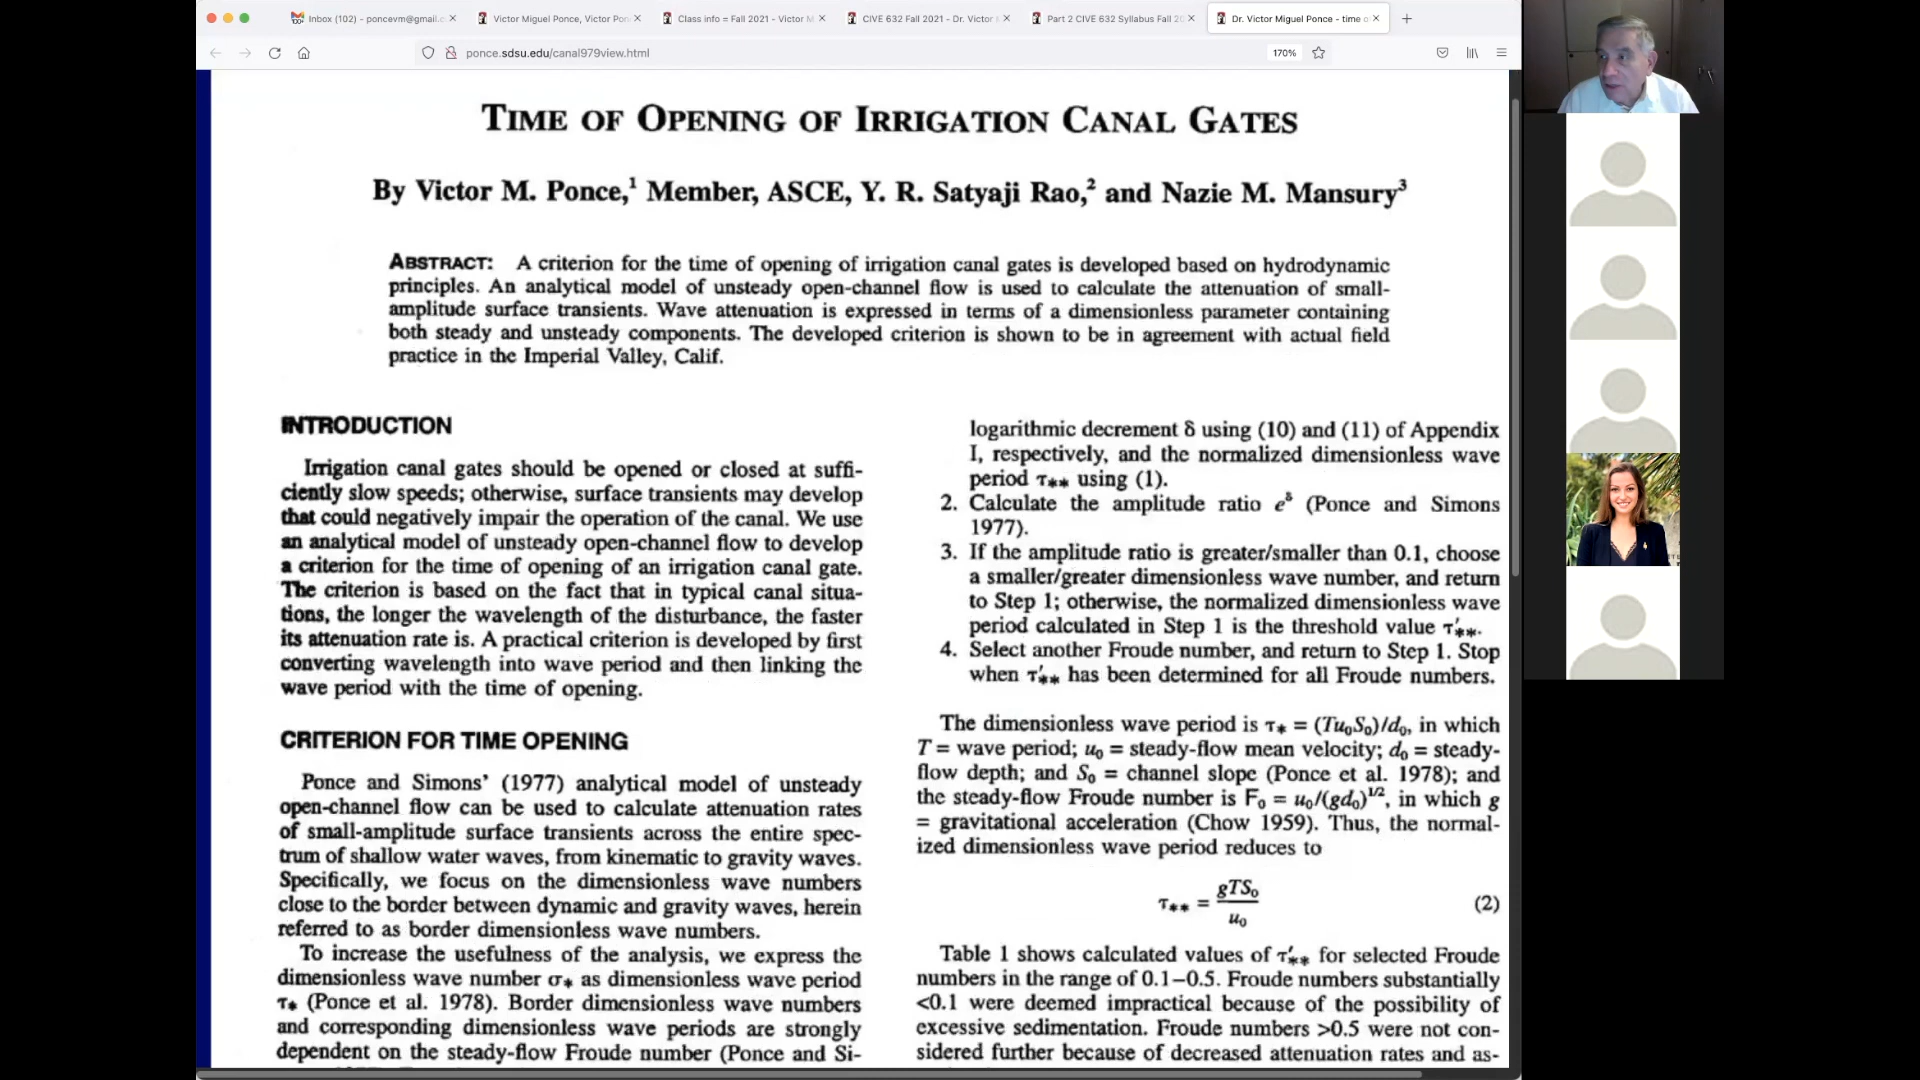 Inbox (102) - poncevm@gmail.c
Victor Miguel Ponce, Victor Pon
Class info = Fall 2021 - Victor M
CIVE 632 Fall 2021 - Dr. Victor
Part 2 CIVE 632 Syllabus Fall 20
Dr. Victor Miguel Ponce - time o
ponce.sdsu.edu/canal979view.html
170%
TIME OF OPENING OF IRRIGATION CANAL GATES
By Victor M. Ponce,¹ Member, ASCE, Y. R. Satyaji Rao,² and Nazie M. Mansury³
ABSTRACT: A criterion for the time of opening of irrigation canal gates is developed based on hydrodynamic
principles. An analytical model of unsteady open-channel flow is used to calculate the attenuation of small-
amplitude surface transients. Wave attenuation is expressed in terms of a dimensionless parameter containing
both steady and unsteady components. The developed criterion is shown to be in agreement with actual field
practice in the Imperial Valley, Calif.
INTRODUCTION
Irrigation canal gates should be opened or closed at suffi-
ciently slow speeds; otherwise, surface transients may develop
that could negatively impair the operation of the canal. We use
an analytical model of unsteady open-channel flow to develop
a criterion for the time of opening of an irrigation canal gate.
The criterion is based on the fact that in typical canal situa-
tions, the longer the wavelength of the disturbance, the faster
its attenuation rate is. A practical criterion is developed by first
converting wavelength into wave period and then linking the
wave period with the time of opening.
CRITERION FOR TIME OPENING
Ponce and Simons' (1977) analytical model of unsteady
open-channel flow can be used to calculate attenuation rates
of small-amplitude surface transients across the entire spec-
trum of shallow water waves, from kinematic to gravity waves.
Specifically, we focus on the dimensionless wave numbers
close to the border between dynamic and gravity waves, herein
referred to as border dimensionless wave numbers.
To increase the usefulness of the analysis, we express the
dimensionless wave number σ* as dimensionless wave period
τ* (Ponce et al. 1978). Border dimensionless wave numbers
and corresponding dimensionless wave periods are strongly
dependent on the steady-flow Froude number (Ponce and Si-
logarithmic decrement δ using (10) and (11) of Appendix
I, respectively, and the normalized dimensionless wave
period τ** using (1).
2. Calculate the amplitude ratio e^δ (Ponce and Simons
1977).
3. If the amplitude ratio is greater/smaller than 0.1, choose
a smaller/greater dimensionless wave number, and return
to Step 1; otherwise, the normalized dimensionless wave
period calculated in Step 1 is the threshold value τ'**.
4. Select another Froude number, and return to Step 1. Stop
when τ'** has been determined for all Froude numbers.
The dimensionless wave period is τ* = (Tu₀S₀)/d₀, in which
T = wave period; u₀ = steady-flow mean velocity; d₀ = steady-
flow depth; and S₀ = channel slope (Ponce et al. 1978); and
the steady-flow Froude number is F₀ = u₀/(gd₀)^1/2, in which g
= gravitational acceleration (Chow 1959). Thus, the normal-
ized dimensionless wave period reduces to
τ** = gTS₀/u₀ (2)
Table 1 shows calculated values of τ'** for selected Froude
numbers in the range of 0.1–0.5. Froude numbers substantially
<0.1 were deemed impractical because of the possibility of
excessive sedimentation. Froude numbers >0.5 were not con-
sidered further because of decreased attenuation rates and as-